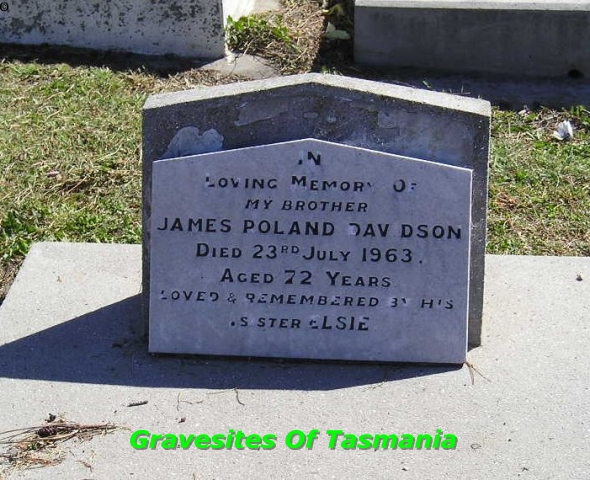 IN
LOVING MEMORY OF
MY BROTHER
JAMES POLAND DAVIDSON
DIED 23RD JULY 1963.
AGED 72 YEARS
LOVED & REMEMBERED BY HIS
SISTER ELSIE
Gravesites Of Tasmania